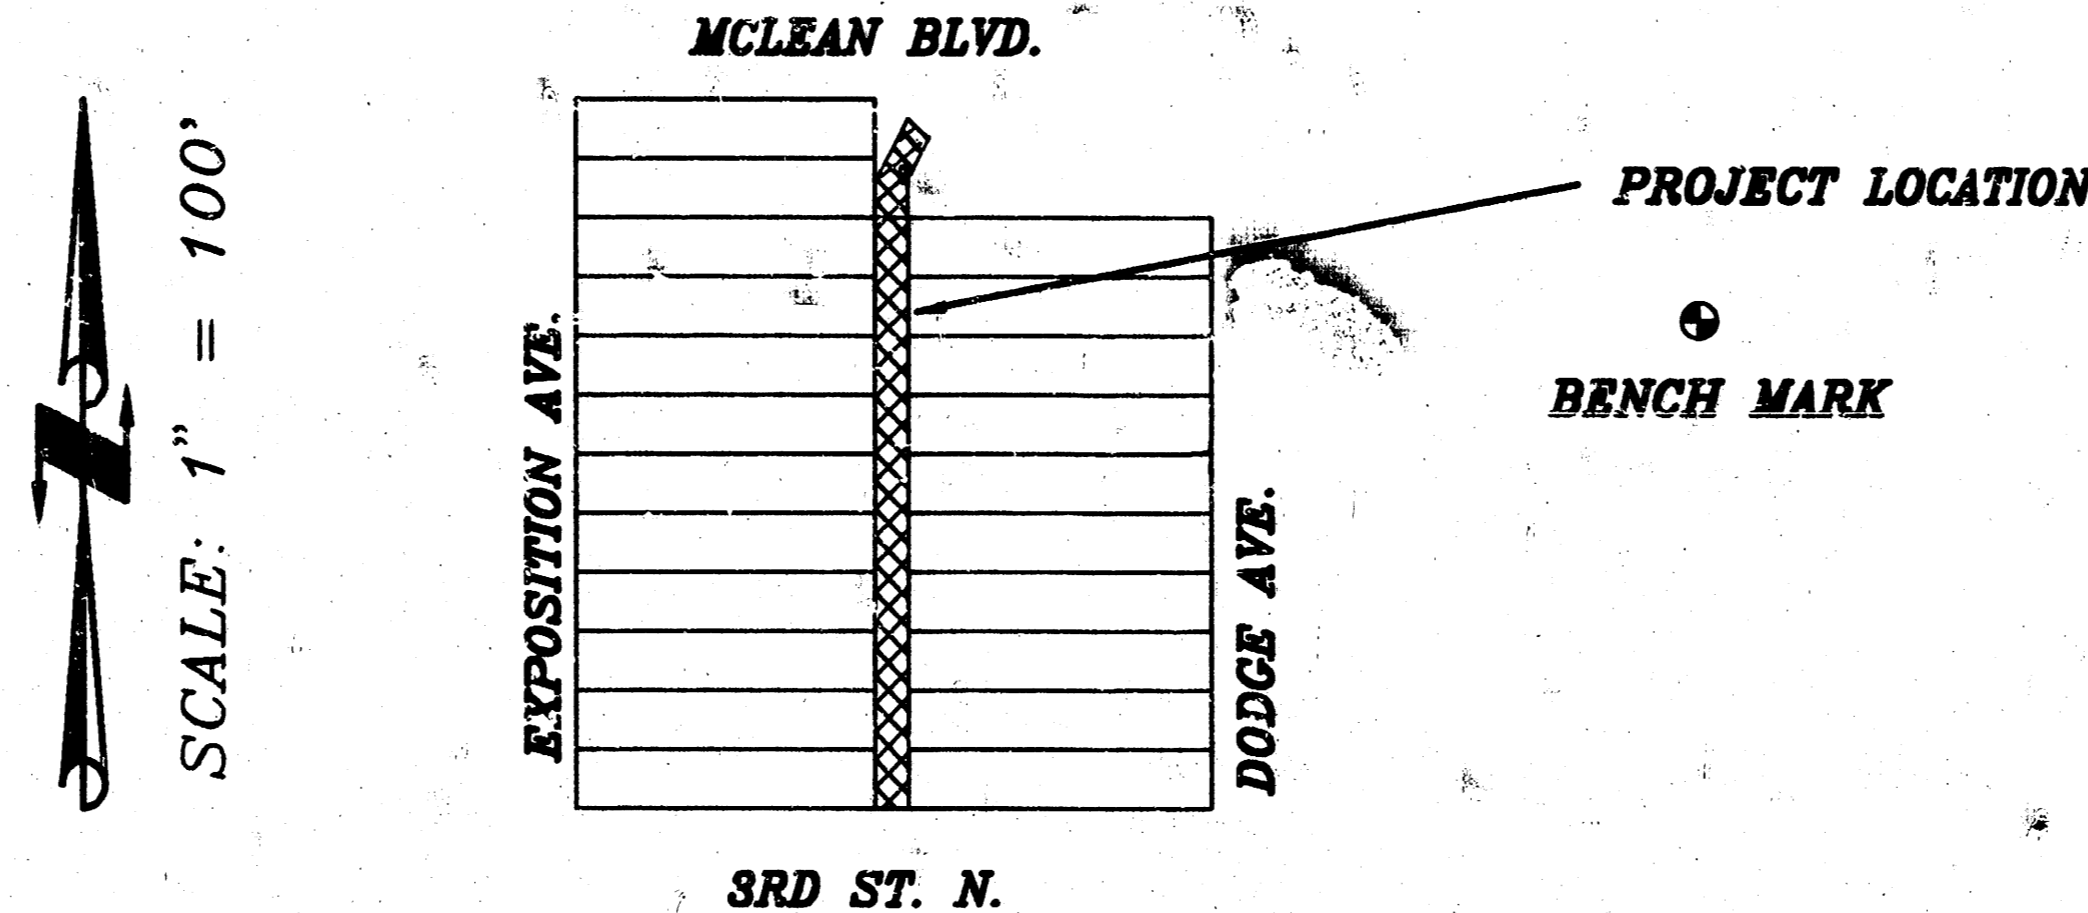 MCLEAN BLVD.
SCALE: 1" = 100'
PROJECT LOCATION
EXPOSITION AVE.
BENCH MARK
DODGE AVE.
3RD ST. N.